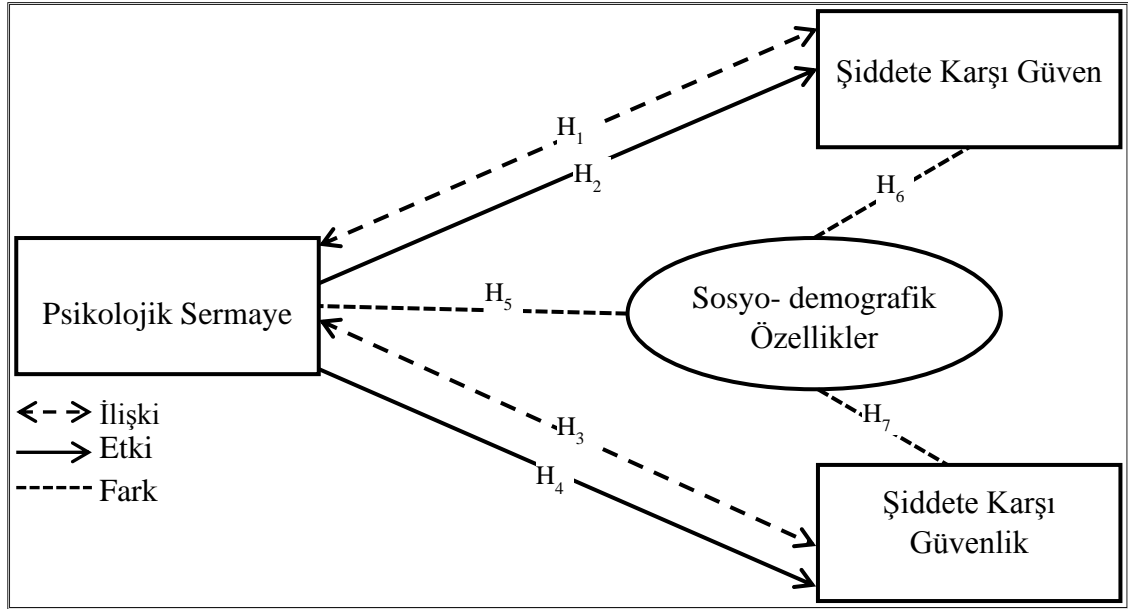 Şiddete Karşı Güven
H₁
H₂
H₆
Psikolojik Sermaye
H₅
Sosyo- demografik
Özellikler
İlişki
Etki
Fark
H₃
H₄
H₇
Şiddete Karşı
Güvenlik